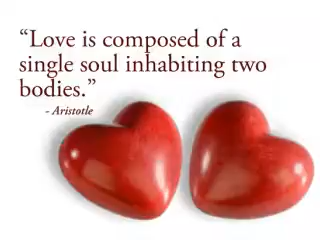 “Love is composed of a
single soul inhabiting two
bodies.”
- Aristotle